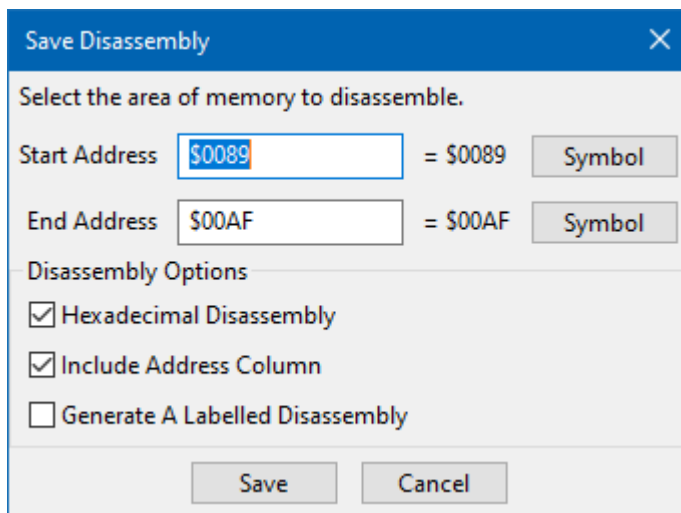 Save Disassembly
Select the area of memory to disassemble.
Start Address $0089 = $0089 Symbol
End Address $00AF = $00AF Symbol
Disassembly Options
Hexadecimal Disassembly
Include Address Column
Generate A Labelled Disassembly
Save Cancel